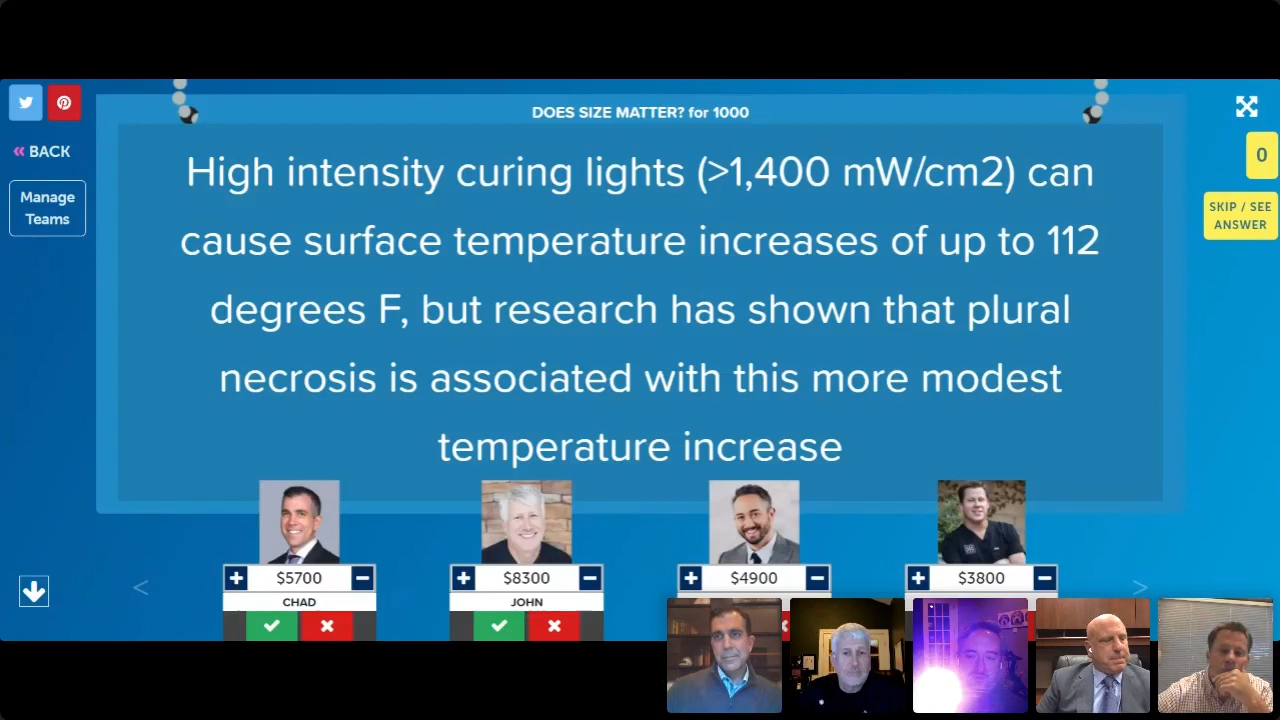 DOES SIZE MATTER? for 1000
« BACK
Manage
Teams
High intensity curing lights (>1,400 mW/cm2) can
cause surface temperature increases of up to 112
degrees F, but research has shown that plural
necrosis is associated with this more modest
temperature increase
0
SKIP / SEE
ANSWER
+ $5700 −
+ $8300 −
+ $4900 −
+ $3800 −
CHAD
JOHN